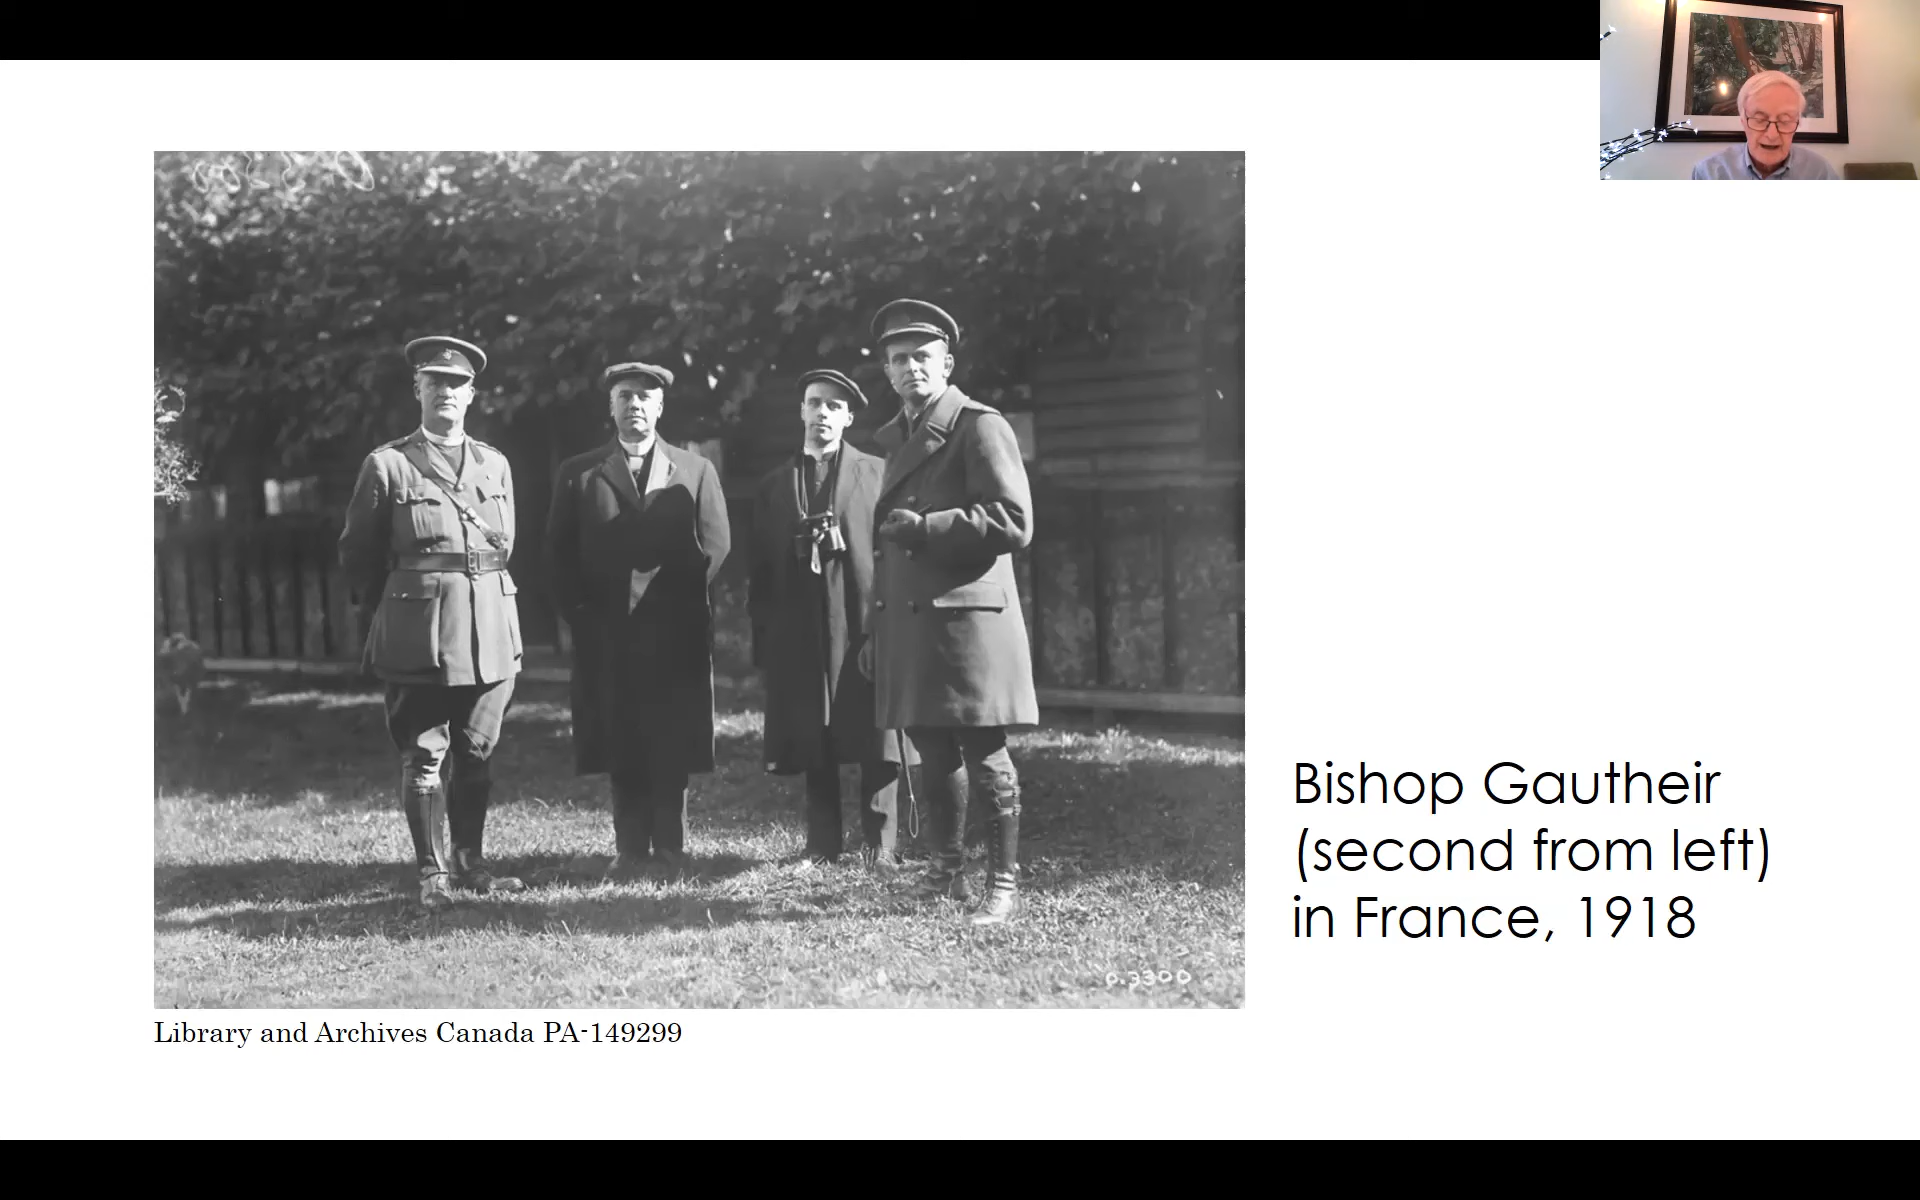 Bishop Gautheir
(second from left)
in France, 1918
O.3300
Library and Archives Canada PA-149299